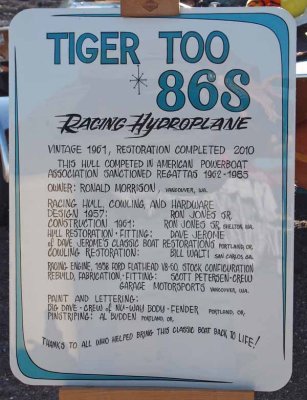 TIGER TOO
86S
RACING HYDROPLANE
VINTAGE 1961, RESTORATION COMPLETED 2010
THIS HULL COMPETED IN AMERICAN POWERBOAT
ASSOCIATION SANCTIONED REGATTAS 1962-1985
OWNER: RONALD MORRISON, VANCOUVER, WA.
RACING HULL, COWLING, AND HARDWARE
DESIGN 1957: RON JONES SR.
CONSTRUCTION 1961: RON JONES SR. SHELTON, WA.
HULL RESTORATION-FITTING: DAVE JEROME
of DAVE JEROME'S CLASSIC BOAT RESTORATIONS PORTLAND, OR.
COWLING RESTORATION: BILL WALTI SAN CARLOS CA.
RACING ENGINE, 1938 FORD FLATHEAD V8-60, STOCK CONFIGURATION
REBUILD, FABRICATION-FITTING: SCOTT PETERSEN-CREW
GARAGE MOTORSPORTS VANCOUVER, WA.
PAINT AND LETTERING:
BIG DAVE-CREW of NU-WAY BODY-FENDER PORTLAND, OR.
PINSTRIPING: AL BUDDEN PORTLAND, OR.
THANKS TO ALL WHO HELPED BRING THIS CLASSIC BOAT BACK TO LIFE!